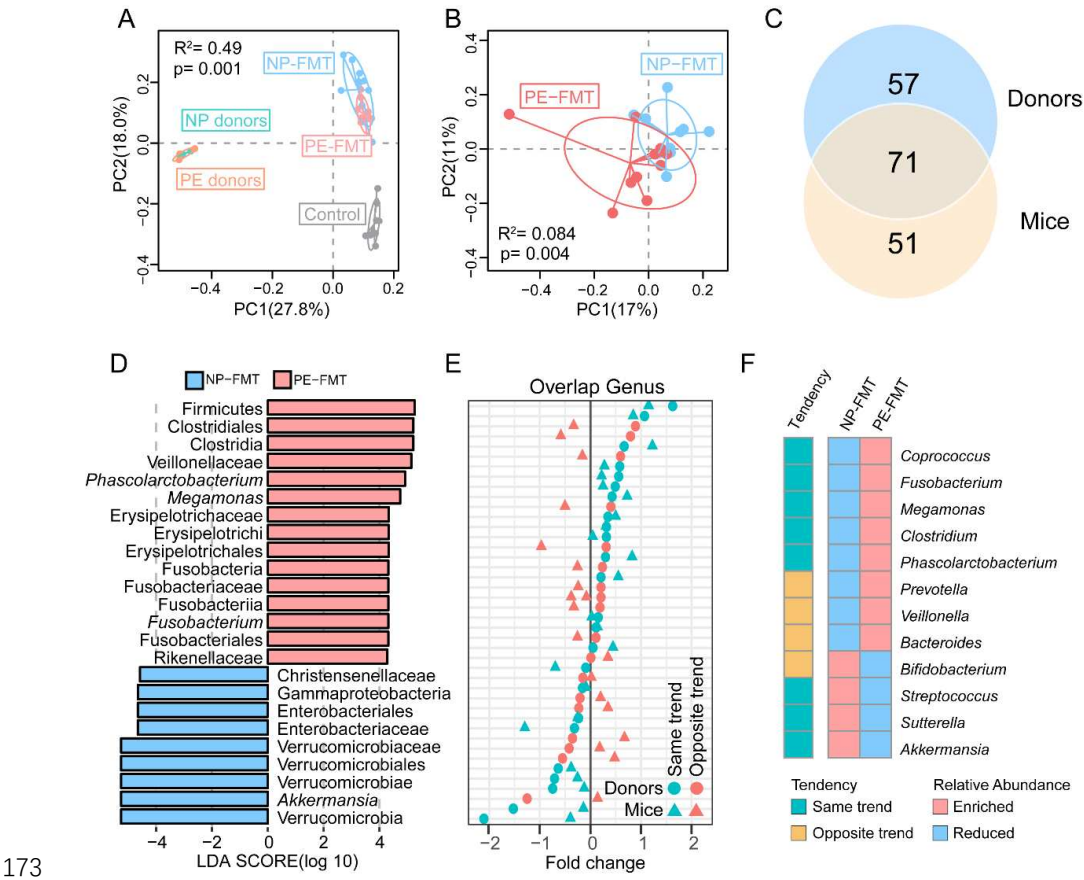 A
R²= 0.49
p= 0.001
NP-FMT
NP donors
PE-FMT
PE donors
Control
PC2(18.0%)
0.2
0.0
−0.2
−0.4
−0.4
−0.2
0.0
0.2
PC1(27.8%)
B
NP−FMT
PE−FMT
R²= 0.084
p= 0.004
PC2(11%)
0.4
0.2
0.0
−0.2
−0.4
−0.4
−0.2
0.0
0.2
PC1(17%)
C
57
Donors
71
Mice
51
D
NP−FMT
PE−FMT
Firmicutes
Clostridiales
Clostridia
Veillonellaceae
Phascolarctobacterium
Megamonas
Erysipelotrichaceae
Erysipelotrichi
Erysipelotrichales
Fusobacteria
Fusobacteriaceae
Fusobacteriia
Fusobacterium
Fusobacteriales
Rikenellaceae
Christensenellaceae
Gammaproteobacteria
Enterobacteriales
Enterobacteriaceae
Verrucomicrobiaceae
Verrucomicrobiales
Verrucomicrobiae
Akkermansia
Verrucomicrobia
−4
−2
0
2
4
LDA SCORE(log 10)
E
Overlap Genus
Same trend
Opposite trend
Donors
Mice
−2
−1
0
1
2
Fold change
F
Tendency
NP-FMT
PE-FMT
Coprococcus
Fusobacterium
Megamonas
Clostridium
Phascolarctobacterium
Prevotella
Veillonella
Bacteroides
Bifidobacterium
Streptococcus
Sutterella
Akkermansia
Tendency
Same trend
Opposite trend
Relative Abundance
Enriched
Reduced
173